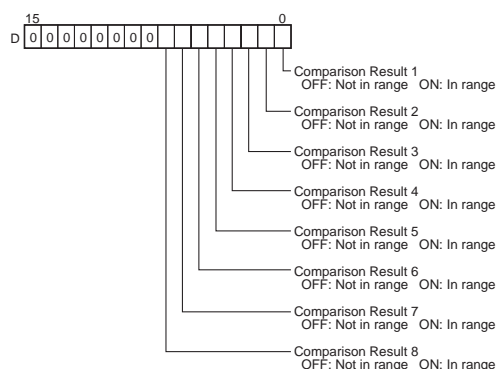 15 0
D 0 0 0 0 0 0 0 0
Comparison Result 1
OFF: Not in range ON: In range
Comparison Result 2
OFF: Not in range ON: In range
Comparison Result 3
OFF: Not in range ON: In range
Comparison Result 4
OFF: Not in range ON: In range
Comparison Result 5
OFF: Not in range ON: In range
Comparison Result 6
OFF: Not in range ON: In range
Comparison Result 7
OFF: Not in range ON: In range
Comparison Result 8
OFF: Not in range ON: In range